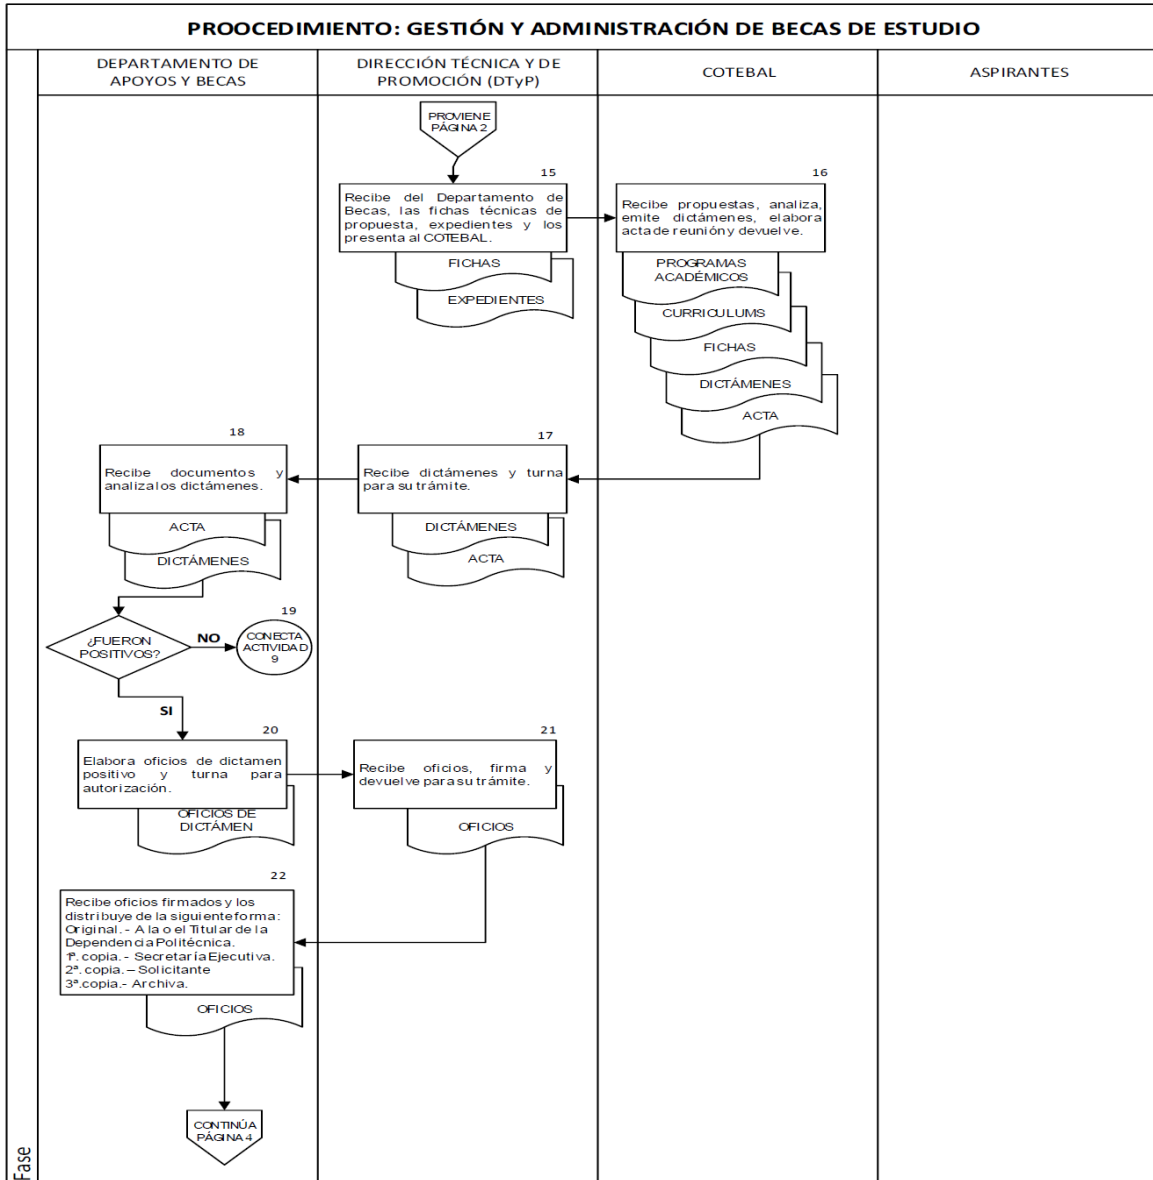 PROOCEDIMIENTO: GESTIÓN Y ADMINISTRACIÓN DE BECAS DE ESTUDIO
DEPARTAMENTO DE
APOYOS Y BECAS
DIRECCIÓN TÉCNICA Y DE
PROMOCIÓN (DTyP)
COTEBAL
ASPIRANTES
PROVIENE
PÁGINA 2
15
Recibe del Departamento de
Becas, las fichas técnicas de
propuesta, expedientes y los
presenta al COTEBAL.
FICHAS
EXPEDIENTES
16
Recibe propuestas, analiza,
emite dictámenes, elabora
acta de reunión y devuelve.
PROGRAMAS
ACADÉMICOS
CURRICULUMS
FICHAS
DICTÁMENES
ACTA
17
Recibe dictámenes y turna
para su trámite.
DICTÁMENES
ACTA
18
Recibe documentos y
analiza los dictámenes.
ACTA
DICTÁMENES
¿FUERON
POSITIVOS?
NO
19
CONECTA
ACTIVIDAD
9
SI
20
Elabora oficios de dictamen
positivo y turna para
autorización.
OFICIOS DE
DICTÁMEN
21
Recibe oficios, firma y
devuelve para su trámite.
OFICIOS
22
Recibe oficios firmados y los
distribuye de la siguiente forma:
Original. - A la o el Titular de la
Dependencia Politécnica.
1ª. copia. - Secretaría Ejecutiva.
2ª. copia. – Solicitante
3ª.copia.- Archiva.
OFICIOS
CONTINÚA
PÁGINA 4
Fase